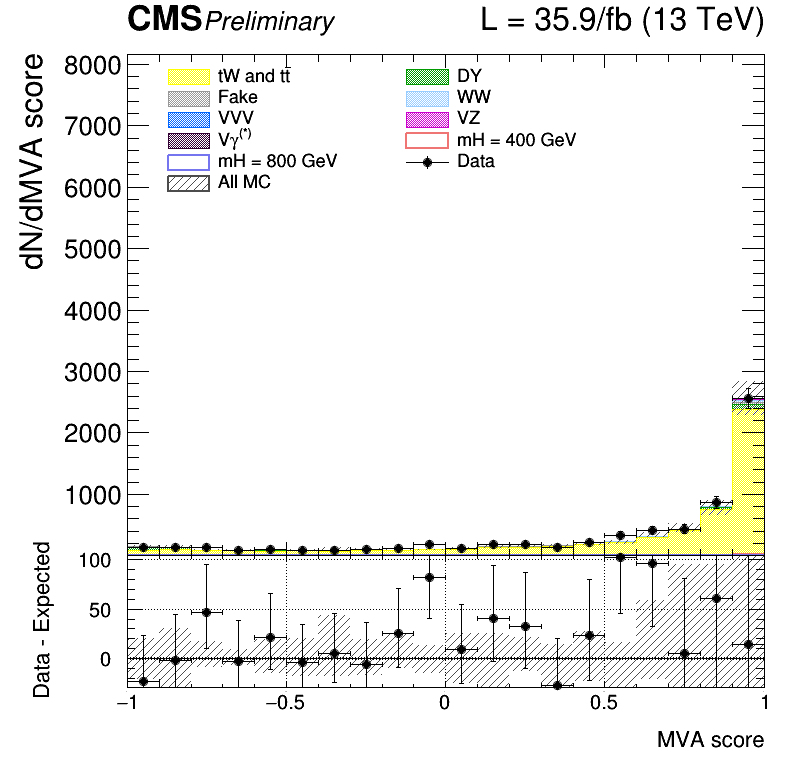 CMS Preliminary L = 35.9/fb (13 TeV)
dN/dMVA score
8000
7000
6000
5000
4000
3000
2000
1000
tW and tt DY
Fake WW
VVV VZ
Vγ(*) mH = 400 GeV
mH = 800 GeV Data
All MC
Data - Expected
100
50
0
−1 −0.5 0 0.5 1
MVA score